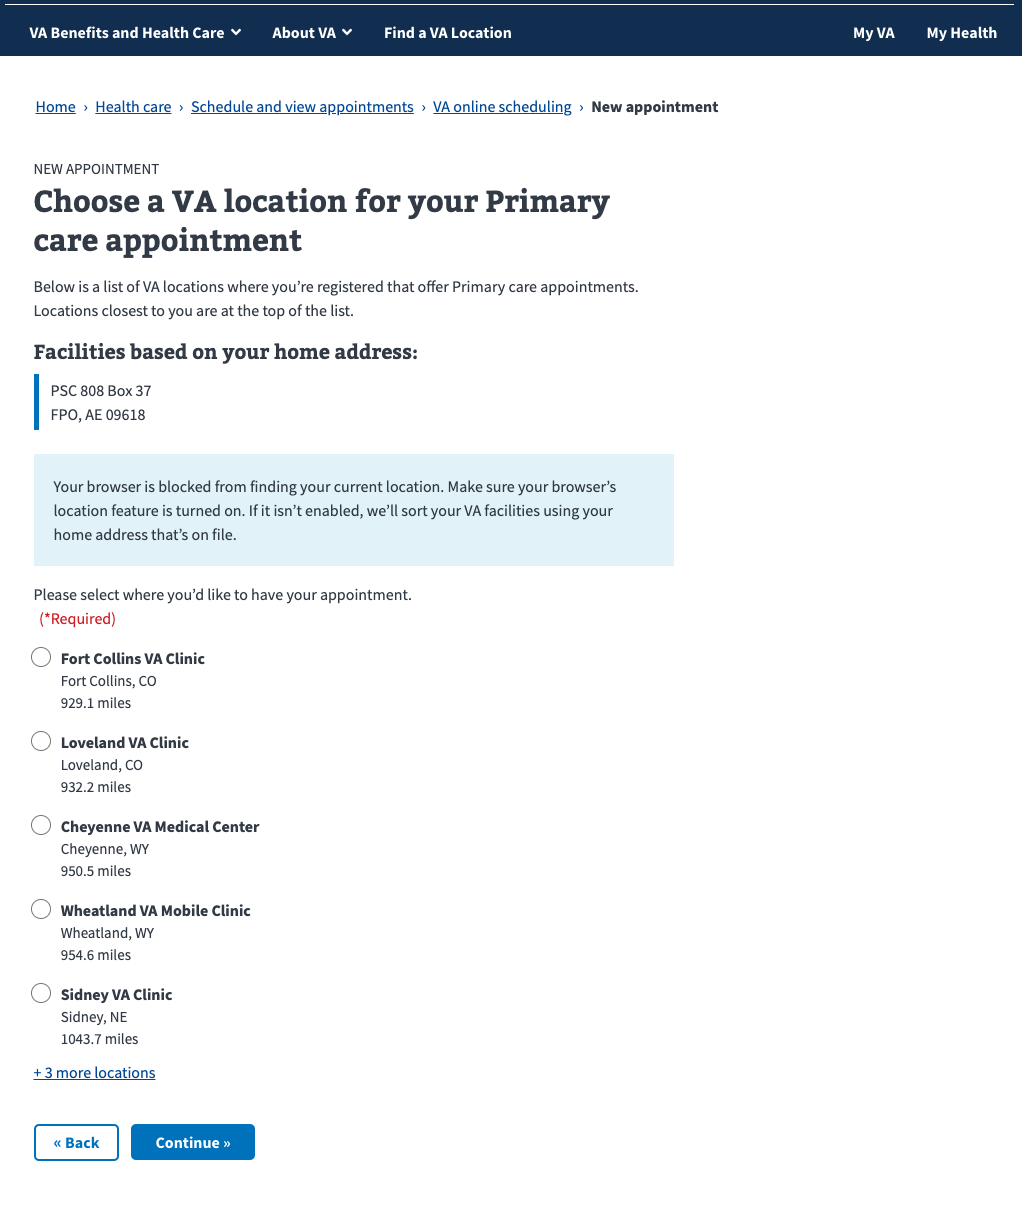 VA Benefits and Health Care About VA Find a VA Location My VA My Health
Home › Health care › Schedule and view appointments › VA online scheduling › New appointment
NEW APPOINTMENT
Choose a VA location for your Primary
care appointment
Below is a list of VA locations where you’re registered that offer Primary care appointments.
Locations closest to you are at the top of the list.
Facilities based on your home address:
PSC 808 Box 37
FPO, AE 09618
Your browser is blocked from finding your current location. Make sure your browser’s
location feature is turned on. If it isn’t enabled, we’ll sort your VA facilities using your
home address that’s on file.
Please select where you’d like to have your appointment.
(*Required)
Fort Collins VA Clinic
Fort Collins, CO
929.1 miles
Loveland VA Clinic
Loveland, CO
932.2 miles
Cheyenne VA Medical Center
Cheyenne, WY
950.5 miles
Wheatland VA Mobile Clinic
Wheatland, WY
954.6 miles
Sidney VA Clinic
Sidney, NE
1043.7 miles
+ 3 more locations
« Back Continue »